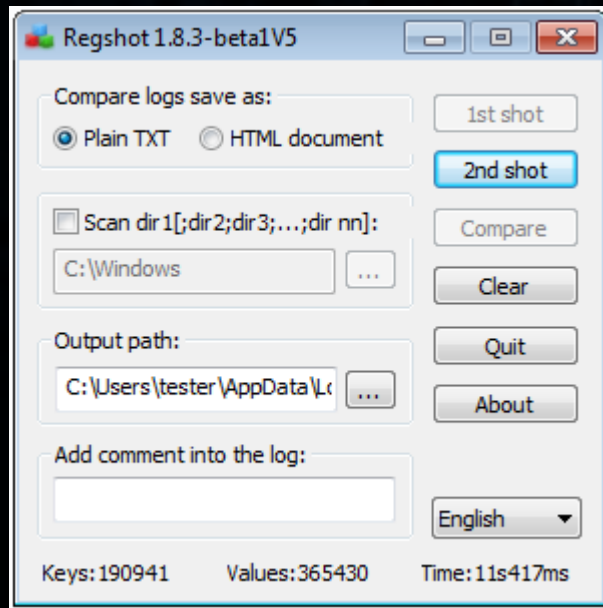 Regshot 1.8.3-beta1V5
Compare logs save as:
Plain TXT
HTML document
1st shot
2nd shot
Scan dir1[;dir2;dir3;...;dir nn]:
C:\Windows
...
Compare
Clear
Output path:
C:\Users\tester\AppData\Lo
...
Quit
About
Add comment into the log:
English
Keys:190941
Values:365430
Time:11s417ms